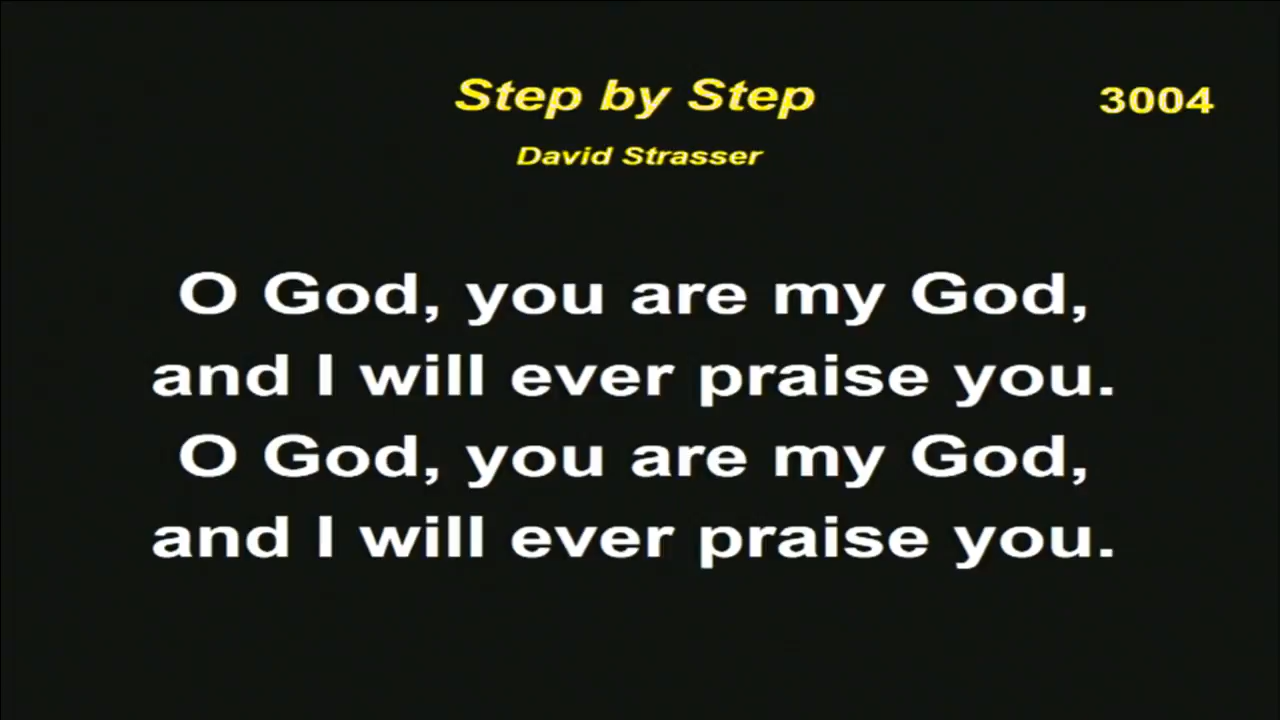 Step by Step
3004
David Strasser
O God, you are my God,
and I will ever praise you.
O God, you are my God,
and I will ever praise you.